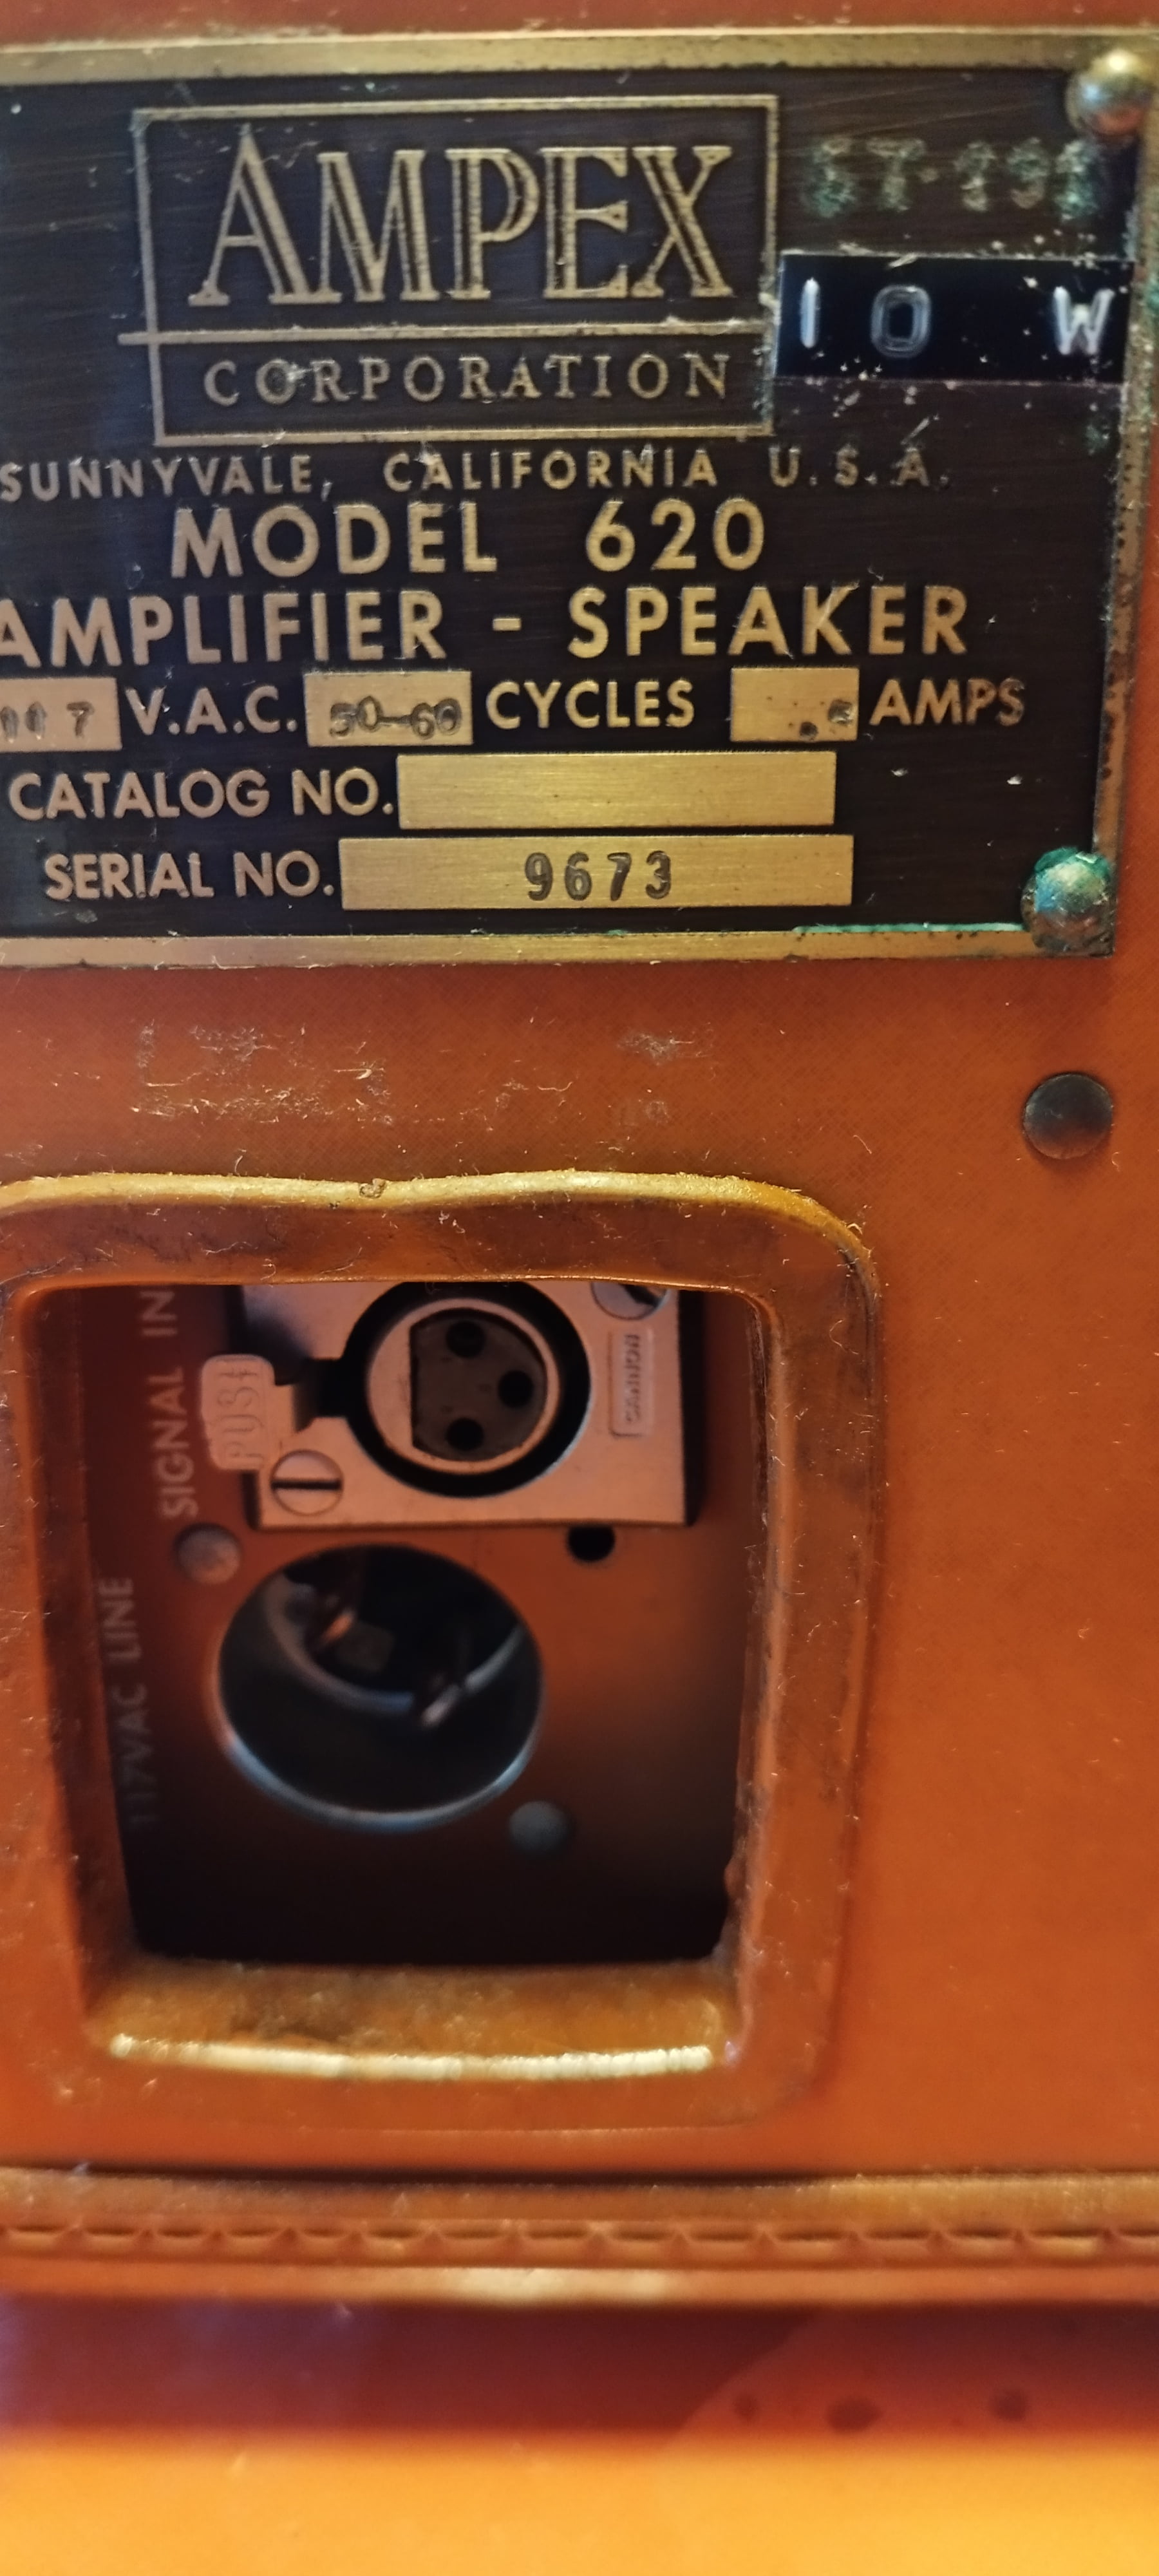 AMPEX
10 W
CORPORATION
SUNNYVALE, CALIFORNIA U.S.A.
MODEL 620
AMPLIFIER - SPEAKER
117 V.A.C. 50-60 CYCLES AMPS
CATALOG NO.
SERIAL NO. 9673
SIGNAL IN
PUSH
117VAC LINE